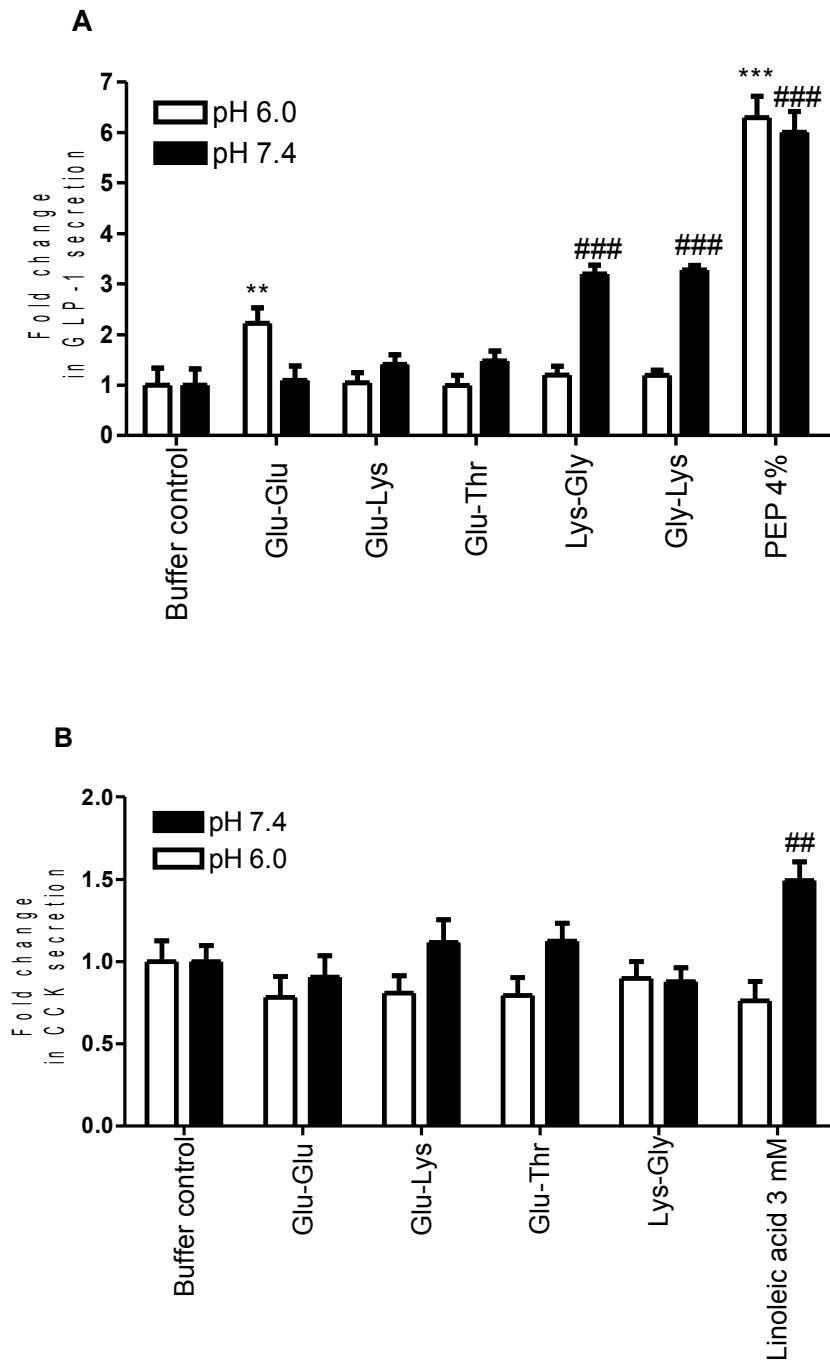 A
Fold change
in GLP-1 secretion
7
6
5
4
3
2
1
0
pH 6.0
pH 7.4
**
###
###
***
###
Buffer control
Glu-Glu
Glu-Lys
Glu-Thr
Lys-Gly
Gly-Lys
PEP 4%
B
Fold change
in CCK secretion
2.0
1.5
1.0
0.5
0.0
pH 7.4
pH 6.0
##
Buffer control
Glu-Glu
Glu-Lys
Glu-Thr
Lys-Gly
Linoleic acid 3 mM